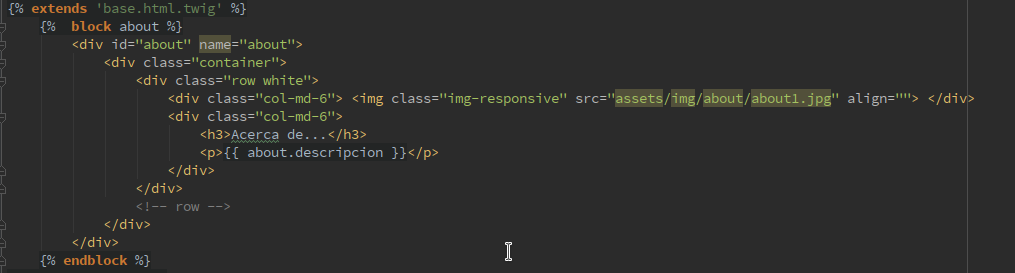 {% extends 'base.html.twig' %}
{%  block about %}
<div id="about" name="about">
<div class="container">
<div class="row white">
<div class="col-md-6"> <img class="img-responsive" src="assets/img/about/about1.jpg" align=""> </div>
<div class="col-md-6">
<h3>Acerca de...</h3>
<p>{{ about.descripcion }}</p>
</div>
</div>
<!-- row -->
</div>
</div>
{% endblock %}